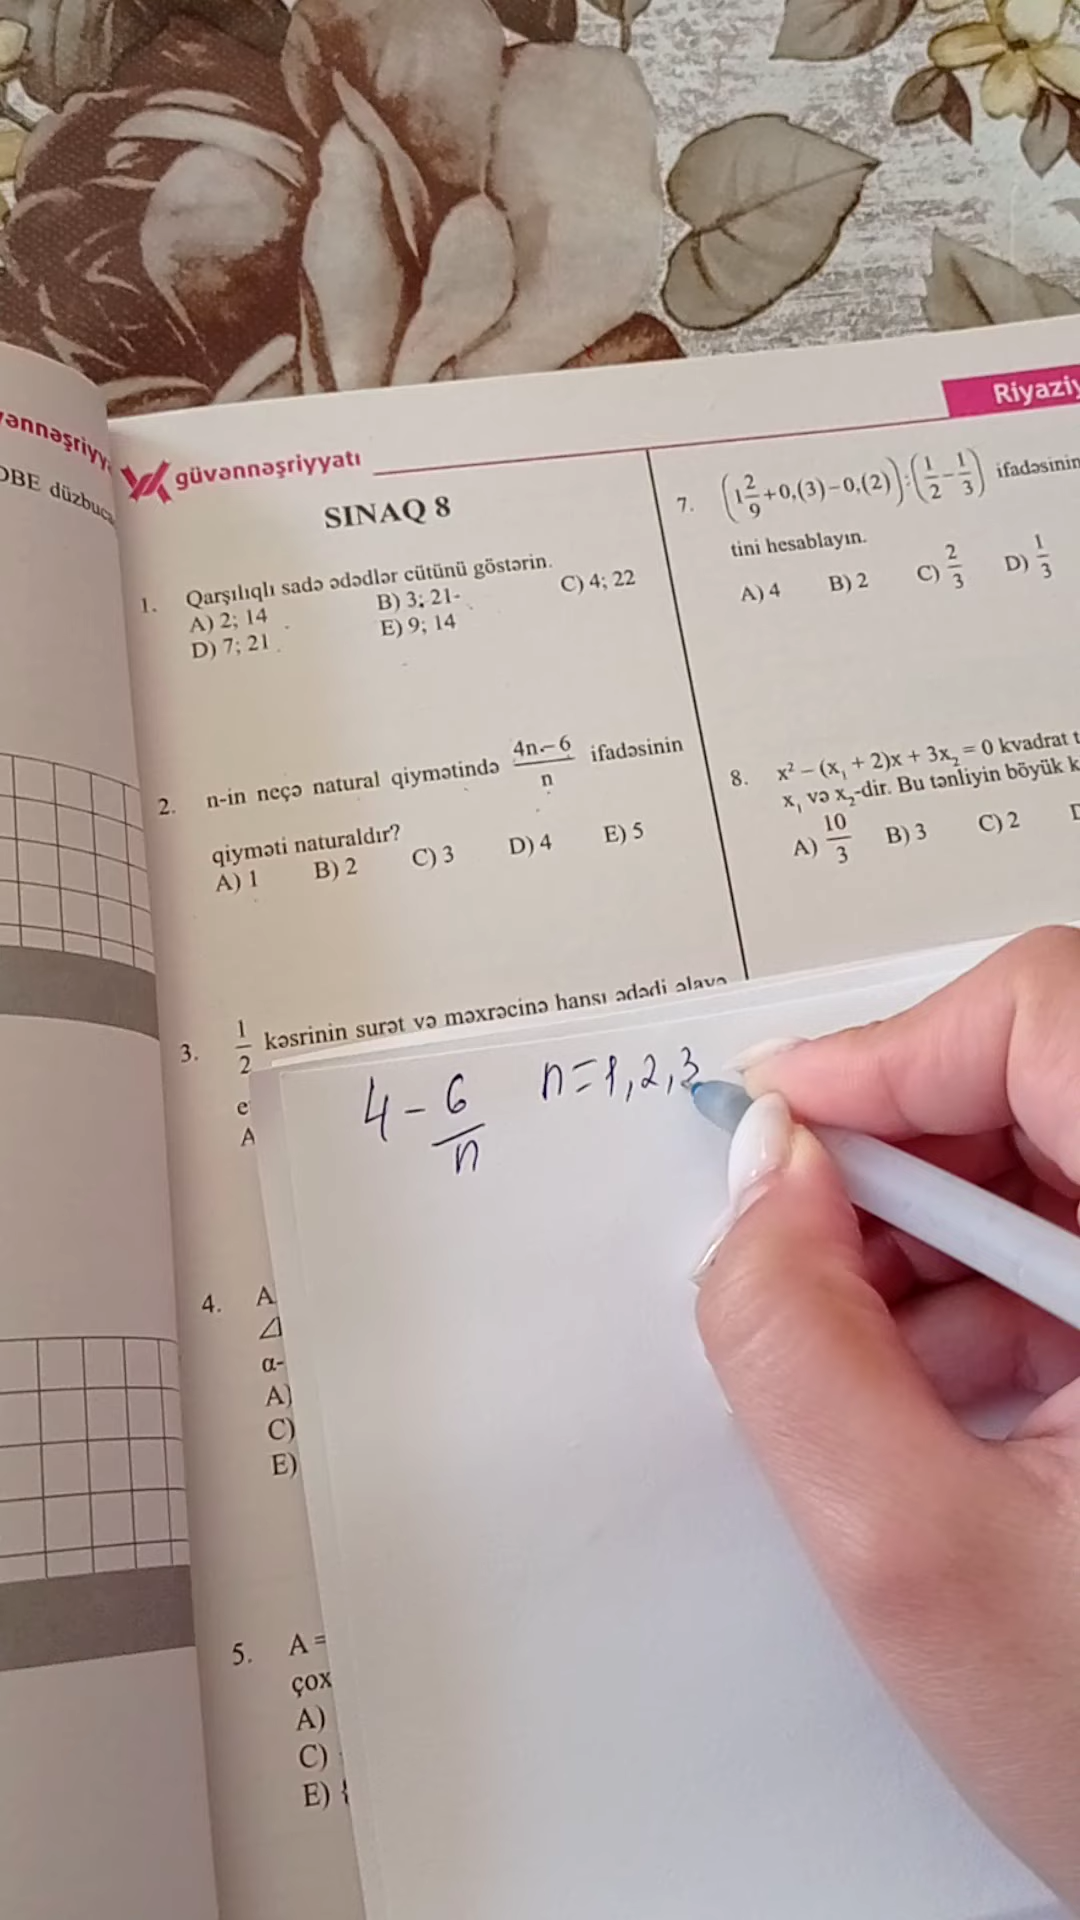 vənnəşriyy
OBE düzbuc
güvənnəşriyyatı
Riyaziy
SINAQ 8
1. Qarşılıqlı sadə ədədlər cütünü göstərin.
A) 2; 14 B) 3; 21 C) 4; 22
D) 7; 21 E) 9; 14
2. n-in neçə natural qiymətində (4n-6)/n ifadəsinin
qiyməti naturaldır?
A) 1 B) 2 C) 3 D) 4 E) 5
3. 1/2 kəsrinin surət və məxrəcinə hansı ədədi əlavə
e
A
4. A
∠
α-
A)
C)
E)
5. A =
çox
A)
C)
E) {
7. (1 2/9 + 0,(3) – 0,(2)) : (1/2 – 1/3) ifadəsinin
tini hesablayın.
A) 4 B) 2 C) 2/3 D) 1/3
8. x² – (x₁ + 2)x + 3x₂ = 0 kvadrat t
x₁ və x₂-dir. Bu tənliyin böyük k
A) 10/3 B) 3 C) 2
4 - 6/n n=1,2,3